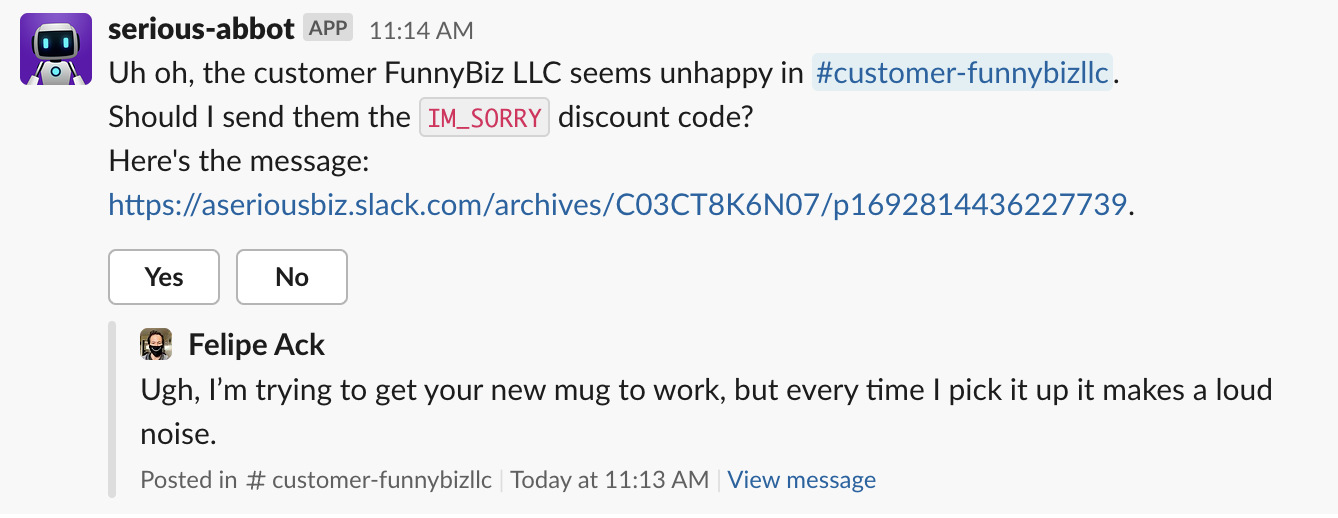 serious-abbot APP 11:14 AM
Uh oh, the customer FunnyBiz LLC seems unhappy in #customer-funnybizllc.
Should I send them the IM_SORRY discount code?
Here's the message:
https://aseriousbiz.slack.com/archives/C03CT8K6N07/p1692814436227739.
Yes No
Felipe Ack
Ugh, I’m trying to get your new mug to work, but every time I pick it up it makes a loud
noise.
Posted in # customer-funnybizllc | Today at 11:13 AM | View message